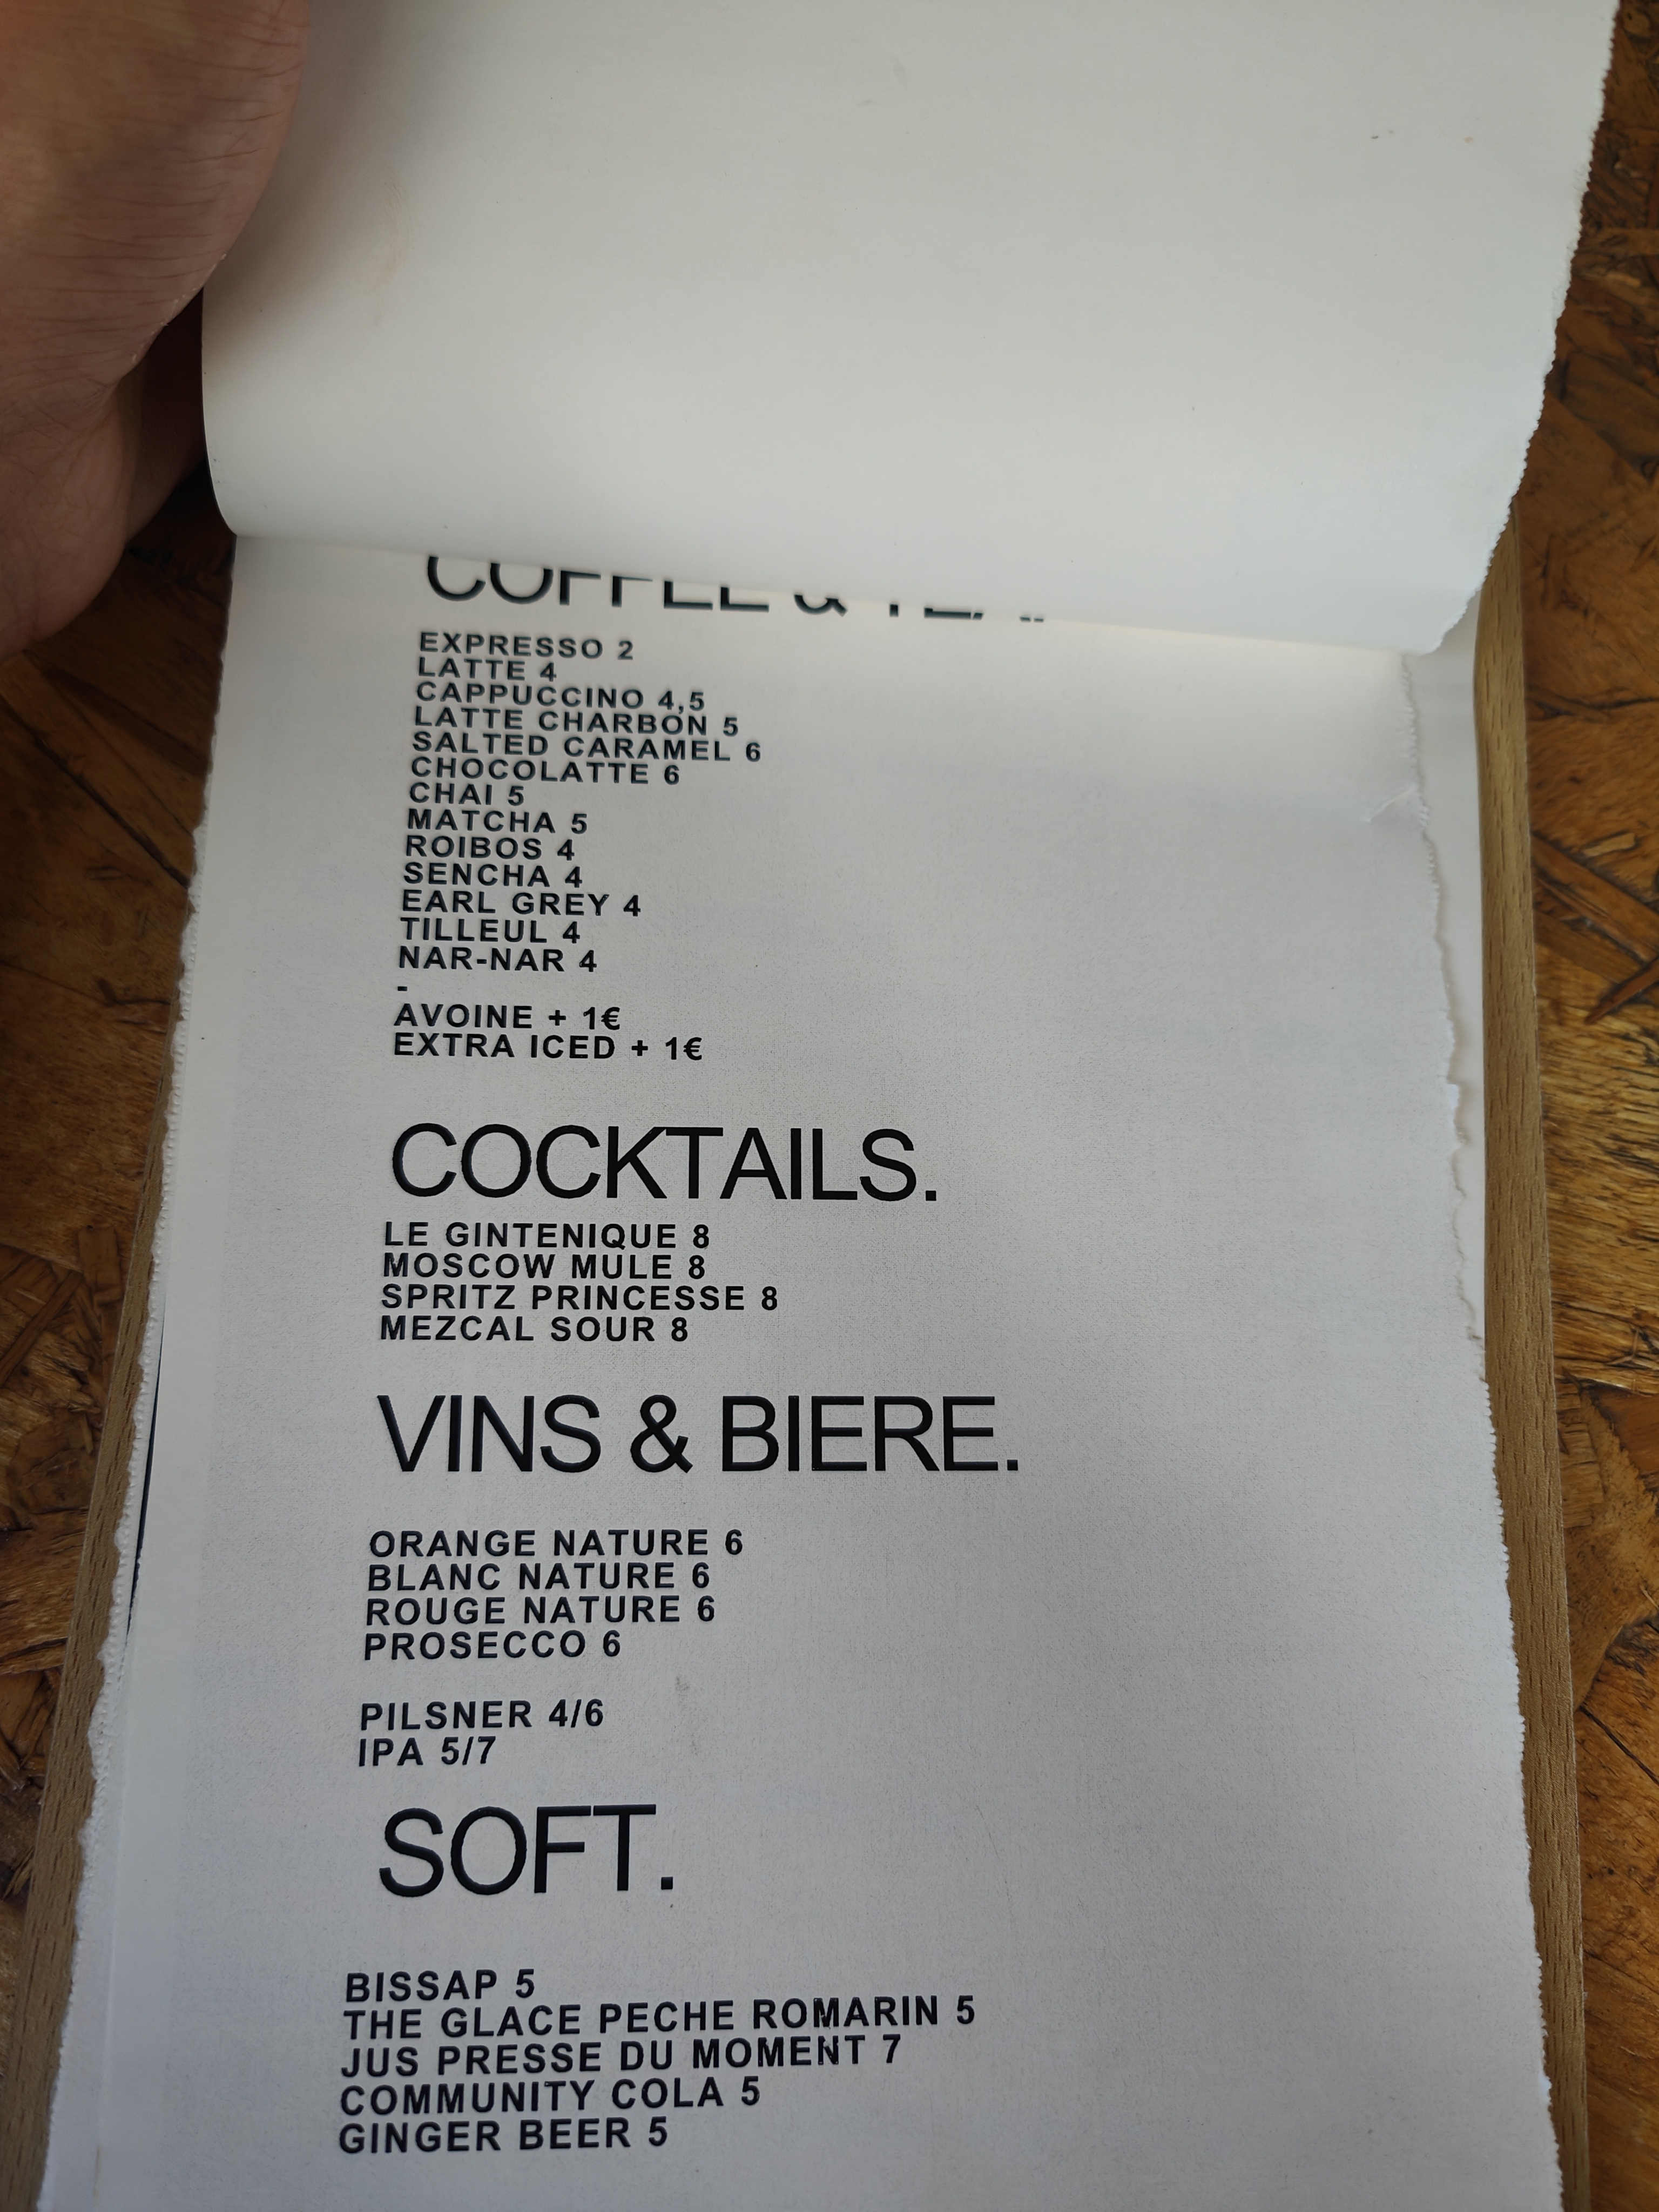 COFFEE & TEA.
EXPRESSO 2
LATTE 4
CAPPUCCINO 4,5
LATTE CHARBON 5
SALTED CARAMEL 6
CHOCOLATTE 6
CHAI 5
MATCHA 5
ROIBOS 4
SENCHA 4
EARL GREY 4
TILLEUL 4
NAR-NAR 4
-
AVOINE + 1€
EXTRA ICED + 1€
COCKTAILS.
LE GINTENIQUE 8
MOSCOW MULE 8
SPRITZ PRINCESSE 8
MEZCAL SOUR 8
VINS & BIERE.
ORANGE NATURE 6
BLANC NATURE 6
ROUGE NATURE 6
PROSECCO 6
PILSNER 4/6
IPA 5/7
SOFT.
BISSAP 5
THE GLACE PECHE ROMARIN 5
JUS PRESSE DU MOMENT 7
COMMUNITY COLA 5
GINGER BEER 5